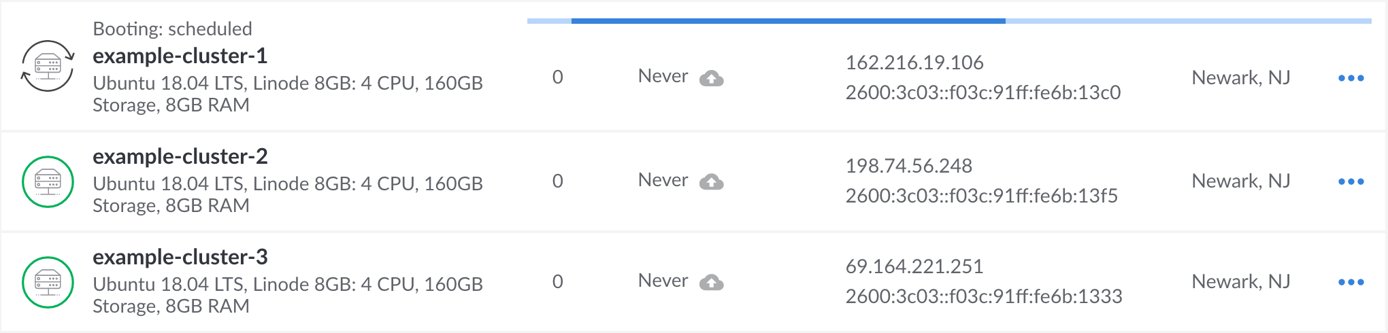 Booting: scheduled
example-cluster-1
Ubuntu 18.04 LTS, Linode 8GB: 4 CPU, 160GB
Storage, 8GB RAM
0
Never
162.216.19.106
2600:3c03::f03c:91ff:fe6b:13c0
Newark, NJ
example-cluster-2
Ubuntu 18.04 LTS, Linode 8GB: 4 CPU, 160GB
Storage, 8GB RAM
0
Never
198.74.56.248
2600:3c03::f03c:91ff:fe6b:13f5
Newark, NJ
example-cluster-3
Ubuntu 18.04 LTS, Linode 8GB: 4 CPU, 160GB
Storage, 8GB RAM
0
Never
69.164.221.251
2600:3c03::f03c:91ff:fe6b:1333
Newark, NJ